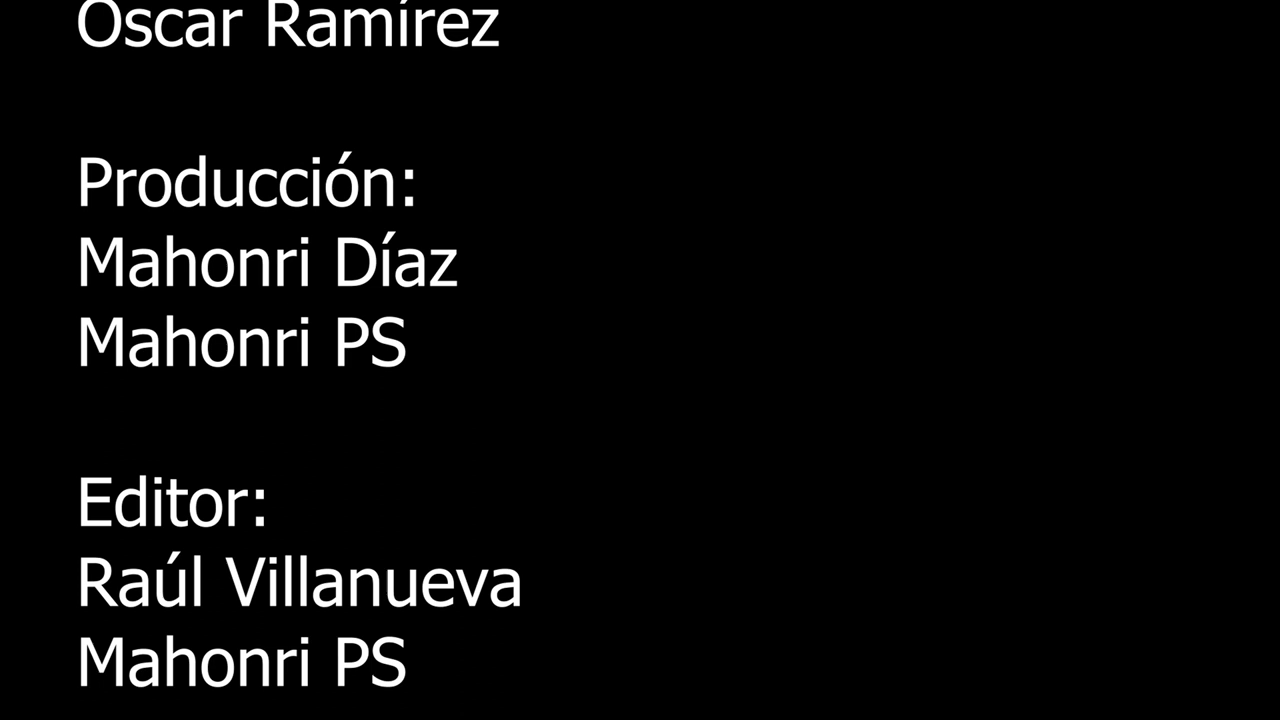 Oscar Ramírez
Producción:
Mahonri Díaz
Mahonri PS
Editor:
Raúl Villanueva
Mahonri PS